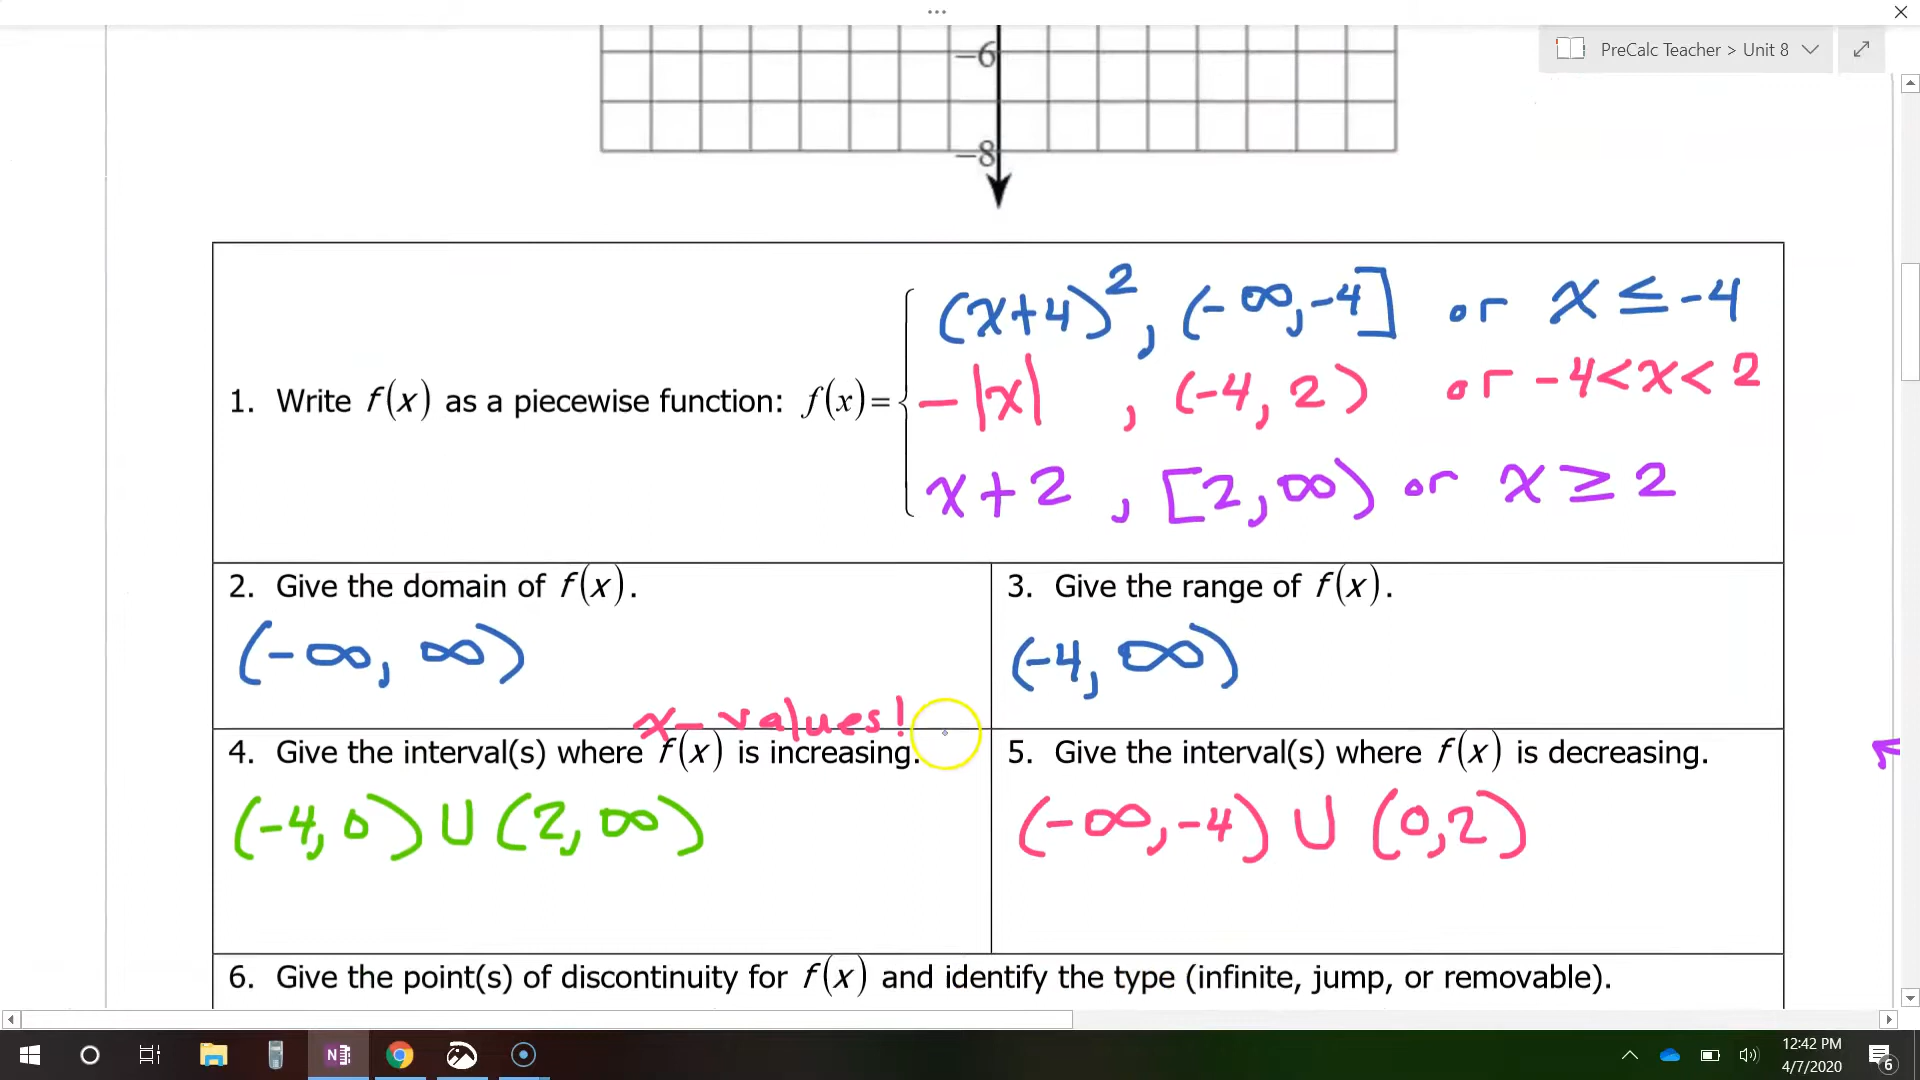 ...
PreCalc Teacher > Unit 8
−6
−8
(x+4)², (-∞,-4] or x ≤ -4
1. Write f(x) as a piecewise function: f(x)= { -|x| , (-4, 2) or -4<x<2
x+2 , [2,∞) or x ≥ 2
2. Give the domain of f(x).
(-∞, ∞)
3. Give the range of f(x).
(-4, ∞)
x-values!
4. Give the interval(s) where f(x) is increasing.
(-4,0) U (2, ∞)
5. Give the interval(s) where f(x) is decreasing.
(-∞,-4) U (0,2)
6. Give the point(s) of discontinuity for f(x) and identify the type (infinite, jump, or removable).
N
12:42 PM
4/7/2020
6